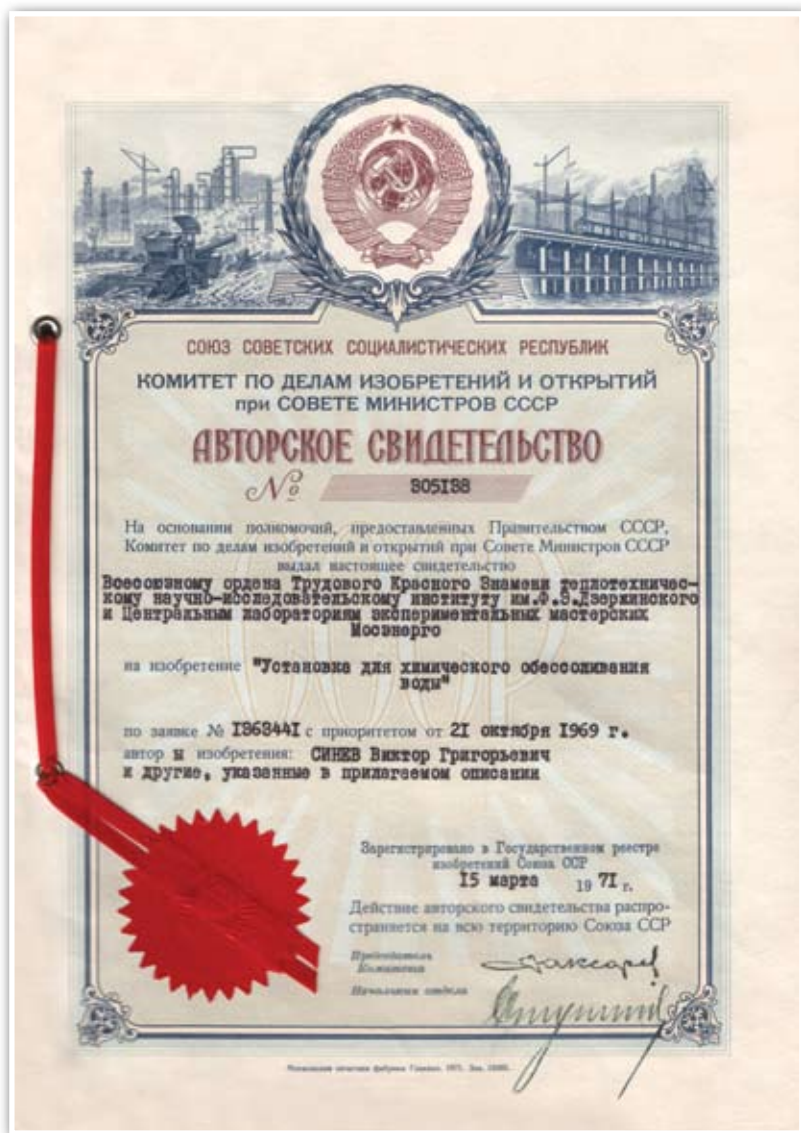 СОЮЗ СОВЕТСКИХ СОЦИАЛИСТИЧЕСКИХ РЕСПУБЛИК
КОМИТЕТ ПО ДЕЛАМ ИЗОБРЕТЕНИЙ И ОТКРЫТИЙ
при СОВЕТЕ МИНИСТРОВ СССР
АВТОРСКОЕ СВИДЕТЕЛЬСТВО
№ 305138
На основании полномочий, предоставленных Правительством СССР,
Комитет по делам изобретений и открытий при Совете Министров СССР
выдал настоящее свидетельство
Всесоюзному ордена Трудового Красного Знамени теплотехничес-
кому научно-исследовательскому институту им.Ф.Э.Дзержинского
и Центральным лабораториям экспериментальных мастерских
Мосэнерго
на изобретение "Установка для химического обессоливания
воды"
по заявке № 1363441 с приоритетом от 21 октября 1969 г.
автор ы изобретения: СИНЕВ Виктор Григорьевич
и другие, указанные в прилагаемом описании
Зарегистрировано в Государственном реестре
изобретений Союза ССР
15 марта 1971 г.
Действие авторского свидетельства распро-
страняется на всю территорию Союза ССР
Председатель
Комитета
Начальник отдела